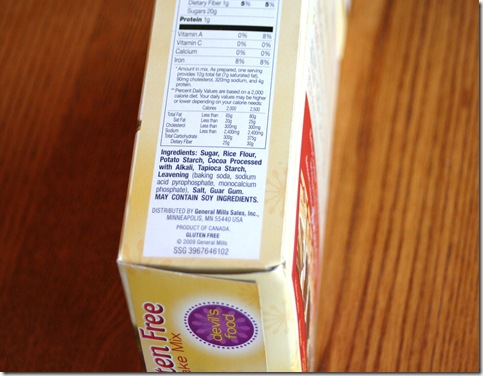 Dietary Fiber 1g 5% 5%
Sugars 20g
Protein 1g
Vitamin A 0% 8%
Vitamin C 0% 0%
Calcium 0% 0%
Iron 8% 8%
* Amount in mix. As prepared, one serving
provides 12g total fat (7g saturated fat),
90mg cholesterol, 320mg sodium, and 4g
protein.
** Percent Daily Values are based on a 2,000
calorie diet. Your daily values may be higher
or lower depending on your calorie needs:
Calories 2,000 2,500
Total Fat Less than 65g 80g
Sat Fat Less than 20g 25g
Cholesterol Less than 300mg 300mg
Sodium Less than 2,400mg 2,400mg
Total Carbohydrate 300g 375g
Dietary Fiber 25g 30g
Ingredients: Sugar, Rice Flour,
Potato Starch, Cocoa Processed
with Alkali, Tapioca Starch,
Leavening (baking soda, sodium
acid pyrophosphate, monocalcium
phosphate), Salt, Guar Gum.
MAY CONTAIN SOY INGREDIENTS.
DISTRIBUTED BY General Mills Sales, Inc.,
MINNEAPOLIS, MN 55440 USA
PRODUCT OF CANADA.
GLUTEN FREE
© 2009 General Mills
SSG 3967646102
ten Free
ake Mix
devil's
food